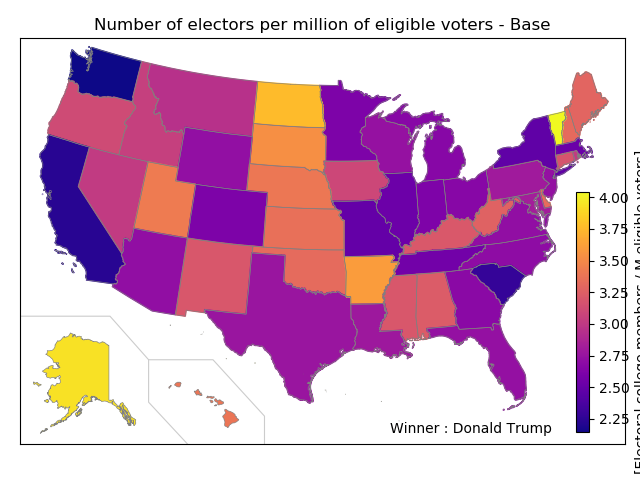 Number of electors per million of eligible voters - Base
4.00
3.75
3.50
3.25
3.00
2.75
2.50
2.25
[Electoral college members / M eligible voters]
Winner : Donald Trump